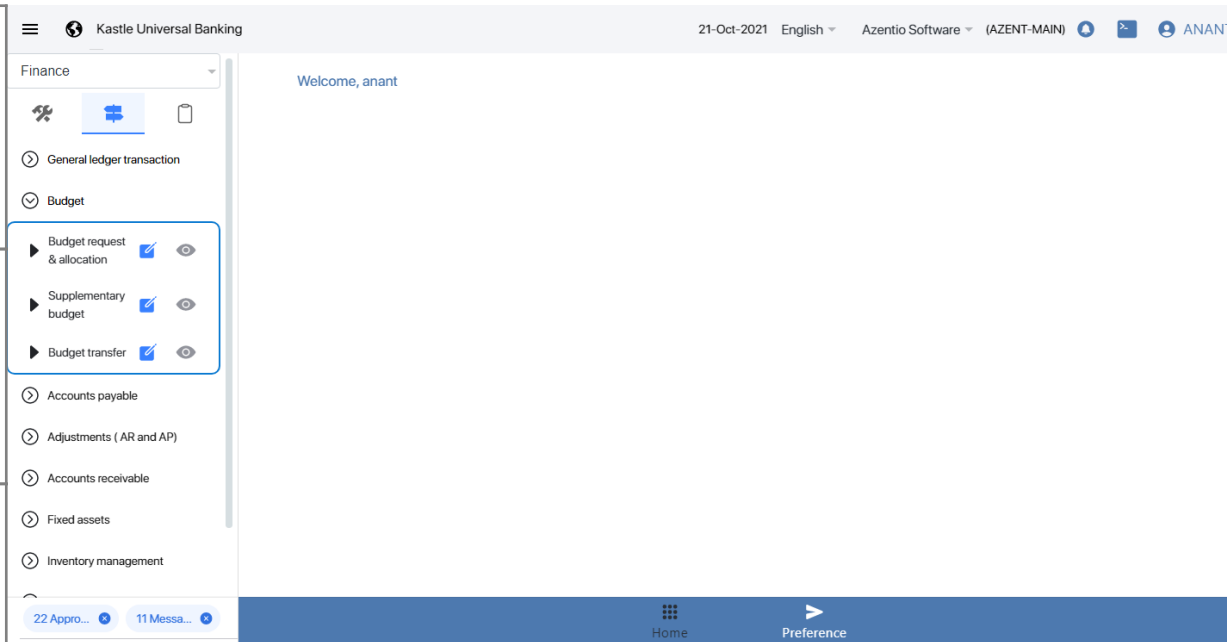 Kastle Universal Banking
21-Oct-2021 English Azentio Software (AZENT-MAIN) ANANT
Finance
Welcome, anant
General ledger transaction
Budget
Budget request
& allocation
Supplementary
budget
Budget transfer
Accounts payable
Adjustments ( AR and AP)
Accounts receivable
Fixed assets
Inventory management
22 Appro... 11 Messa...
Home Preference